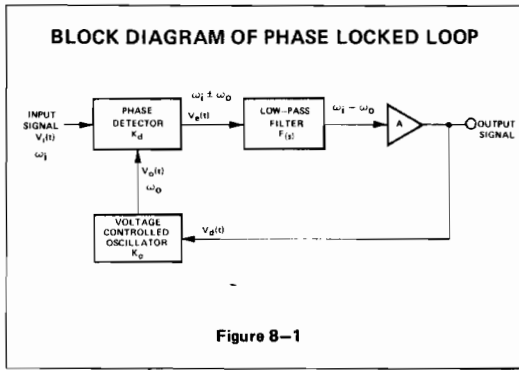 BLOCK DIAGRAM OF PHASE LOCKED LOOP
INPUT
SIGNAL
Vi(t)
ωi
PHASE
DETECTOR
Kd
ωi ± ωo
Ve(t)
LOW-PASS
FILTER
F(s)
ωi − ωo
A
OUTPUT
SIGNAL
Vo(t)
ωo
VOLTAGE
CONTROLLED
OSCILLATOR
Ko
Vd(t)
Figure 8–1